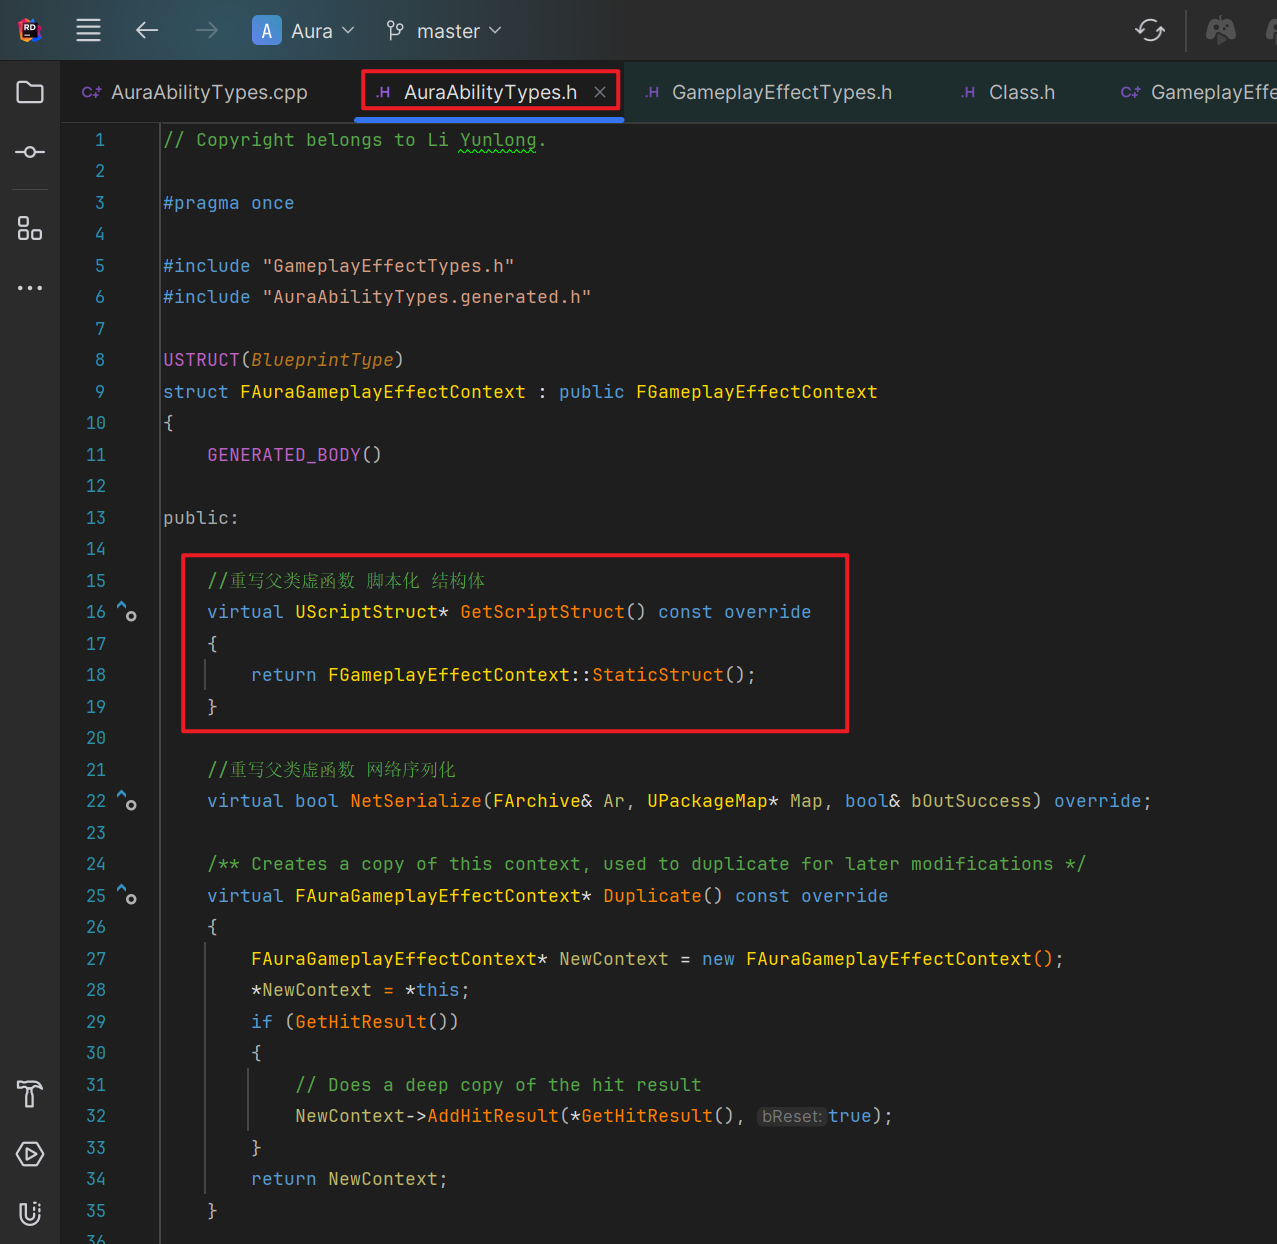 RD
A Aura master
AuraAbilityTypes.cpp .H AuraAbilityTypes.h .H GameplayEffectTypes.h .H Class.h GameplayEffe
1 // Copyright belongs to Li Yunlong.
2
3 #pragma once
4
5 #include "GameplayEffectTypes.h"
6 #include "AuraAbilityTypes.generated.h"
7
8 USTRUCT(BlueprintType)
9 struct FAuraGameplayEffectContext : public FGameplayEffectContext
10 {
11 GENERATED_BODY()
12
13 public:
14
15 //重写父类虚函数 脚本化 结构体
16 virtual UScriptStruct* GetScriptStruct() const override
17 {
18 return FGameplayEffectContext::StaticStruct();
19 }
20
21 //重写父类虚函数 网络序列化
22 virtual bool NetSerialize(FArchive& Ar, UPackageMap* Map, bool& bOutSuccess) override;
23
24 /** Creates a copy of this context, used to duplicate for later modifications */
25 virtual FAuraGameplayEffectContext* Duplicate() const override
26 {
27 FAuraGameplayEffectContext* NewContext = new FAuraGameplayEffectContext();
28 *NewContext = *this;
29 if (GetHitResult())
30 {
31 // Does a deep copy of the hit result
32 NewContext->AddHitResult(*GetHitResult(), bReset: true);
33 }
34 return NewContext;
35 }
36